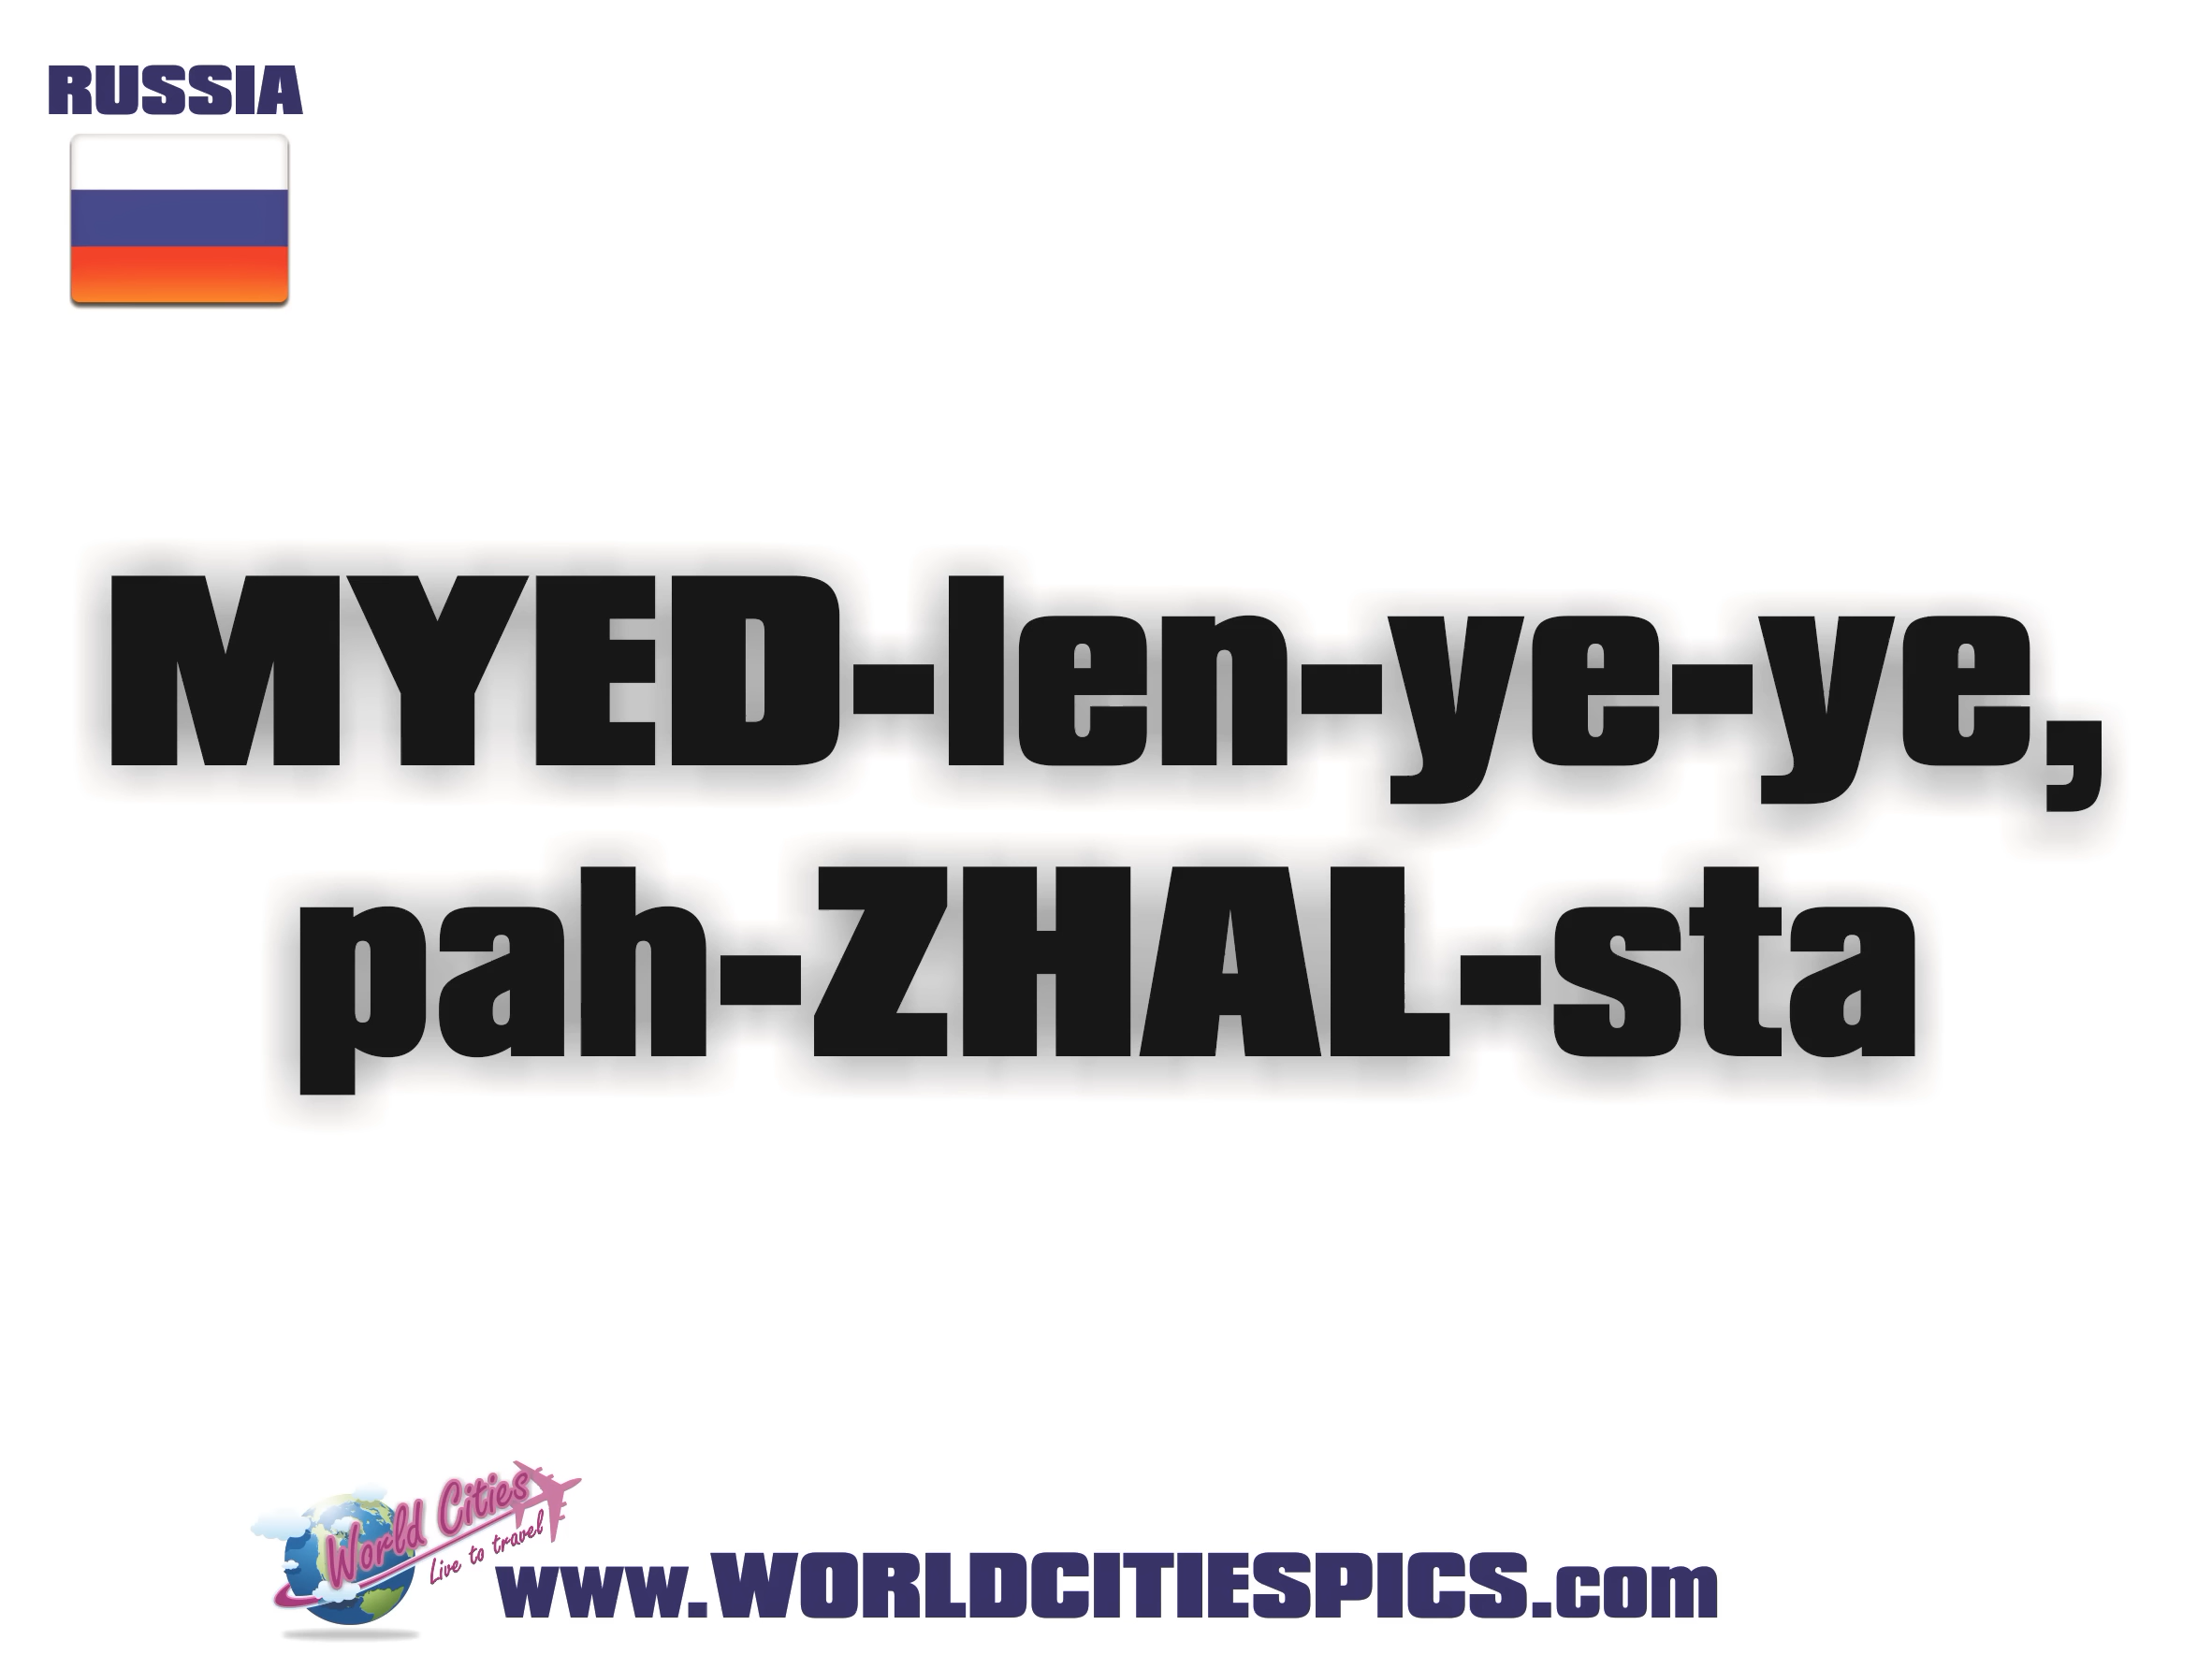 RUSSIA
MYED-len-ye-ye,
pah-ZHAL-sta
World Cities
Live to travel
www.WORLDCITIESPICS.com